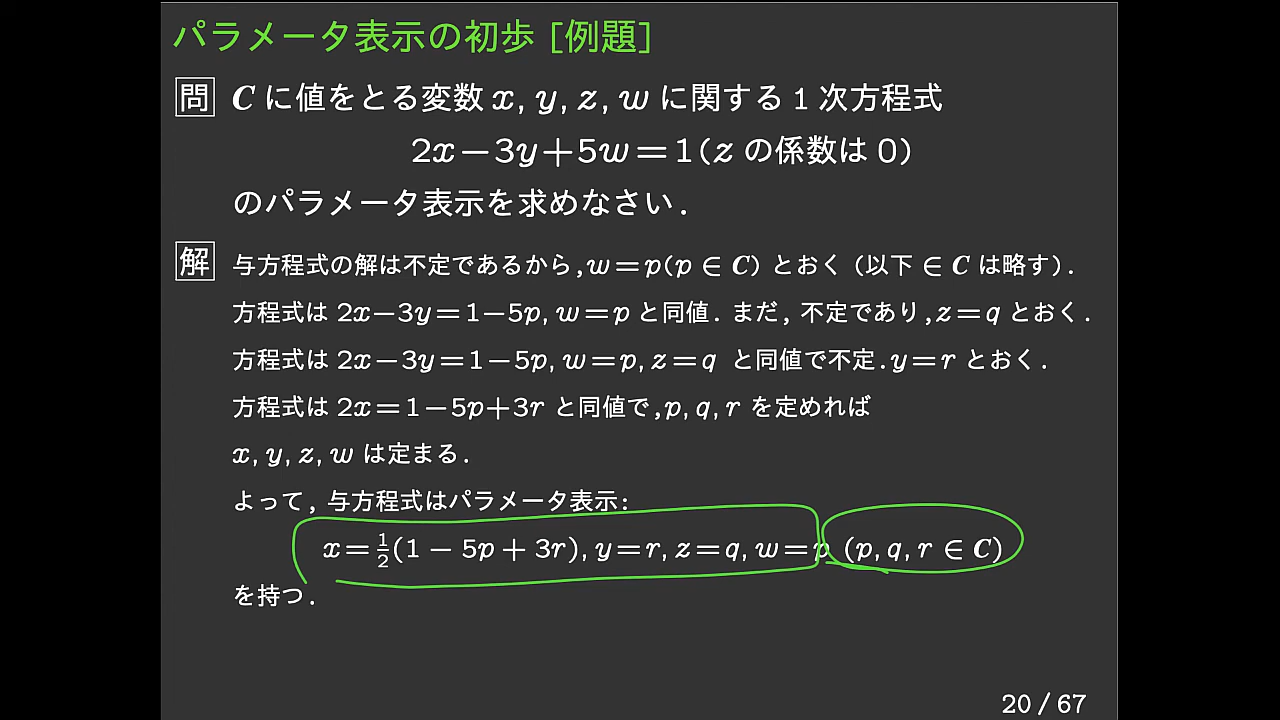 パラメータ表示の初歩 [例題]
問 C に値をとる変数 x, y, z, w に関する 1 次方程式
2x−3y+5w=1(z の係数は 0)
のパラメータ表示を求めなさい.
解 与方程式の解は不定であるから,w=p(p ∈ C) とおく (以下 ∈ C は略す).
方程式は 2x−3y=1−5p, w=p と同値. まだ, 不定であり,z=q とおく.
方程式は 2x−3y=1−5p, w=p, z=q と同値で不定.y=r とおく.
方程式は 2x=1−5p+3r と同値で,p, q, r を定めれば
x, y, z, w は定まる.
よって, 与方程式はパラメータ表示:
x=½(1 − 5p + 3r), y=r, z=q, w=p (p, q, r ∈ C)
を持つ.
20 / 67